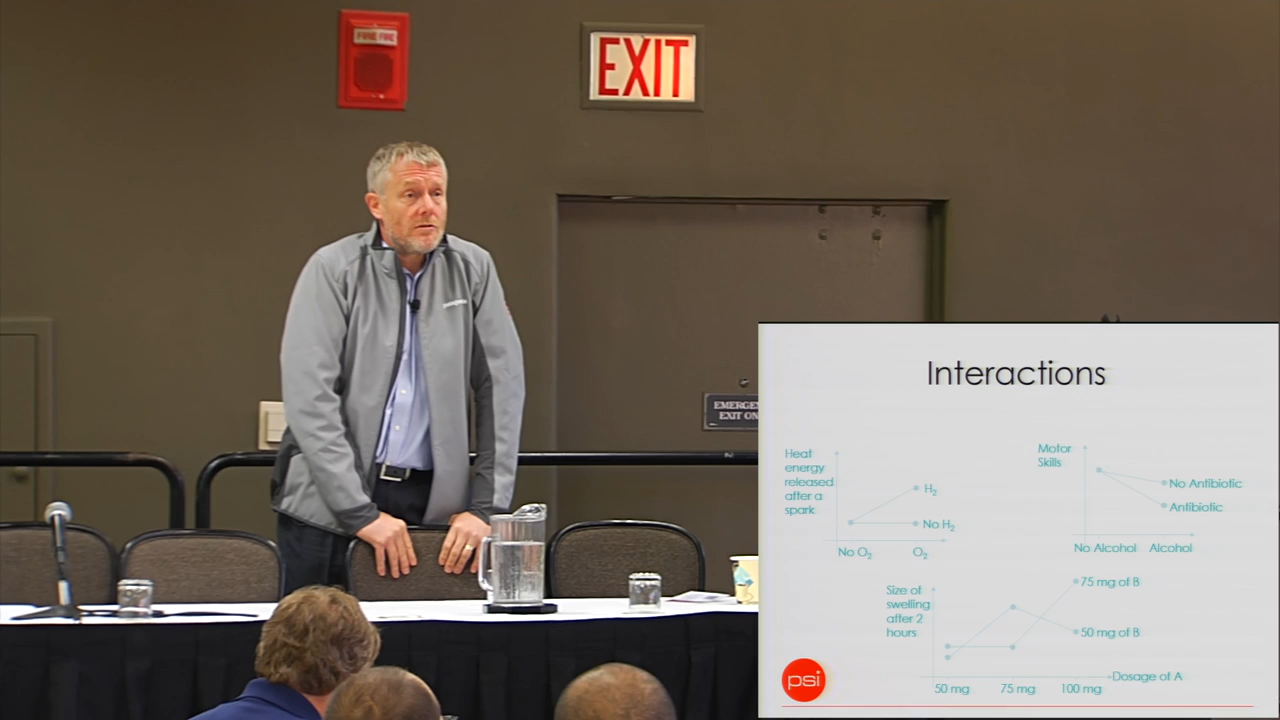 FIRE FIRE
EXIT
EMERGE
EXIT ON
Interactions
Heat
energy
released
after a
spark
H₂
No H₂
No O₂ O₂
Motor
Skills
No Antibiotic
Antibiotic
No Alcohol Alcohol
Size of
swelling
after 2
hours
75 mg of B
50 mg of B
Dosage of A
50 mg 75 mg 100 mg
psi